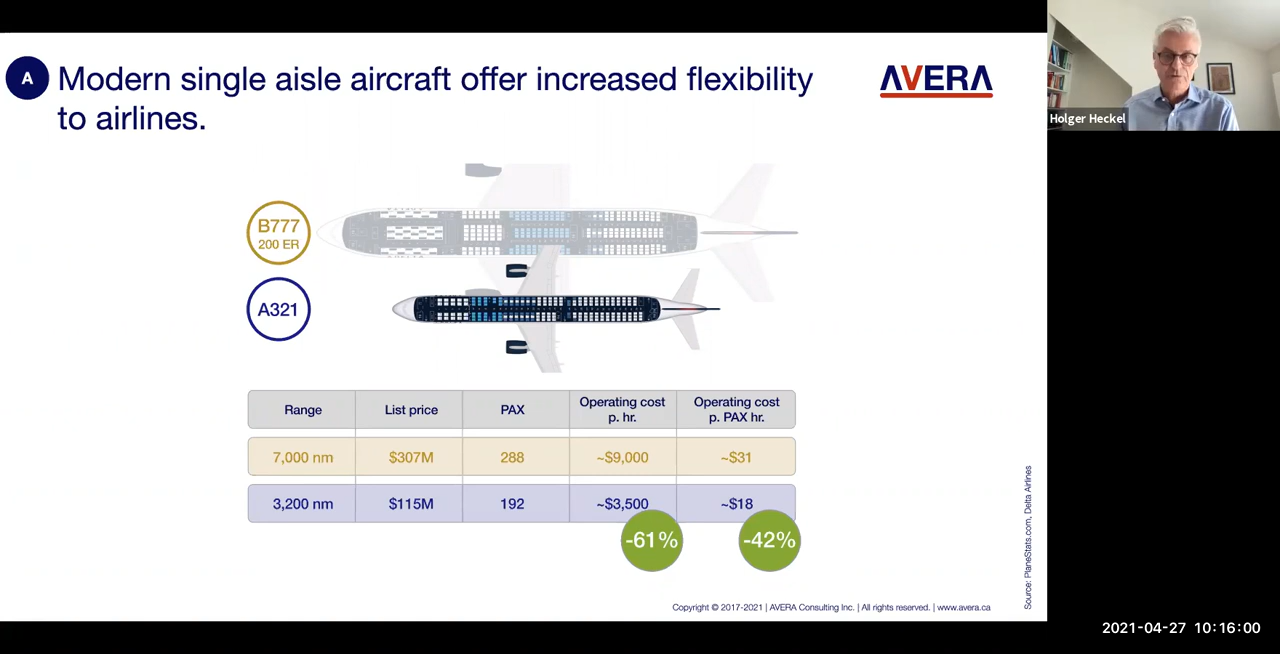 A
Modern single aisle aircraft offer increased flexibility
to airlines.
AVERA
Holger Heckel
B777
200 ER
A321
Range List price PAX Operating cost p. hr. Operating cost p. PAX hr.
7,000 nm $307M 288 ~$9,000 ~$31
3,200 nm $115M 192 ~$3,500 ~$18
-61% -42%
Source: PlaneStats.com, Delta Airlines
Copyright © 2017-2021 | AVERA Consulting Inc. | All rights reserved. | www.avera.ca
2021-04-27 10:16:00